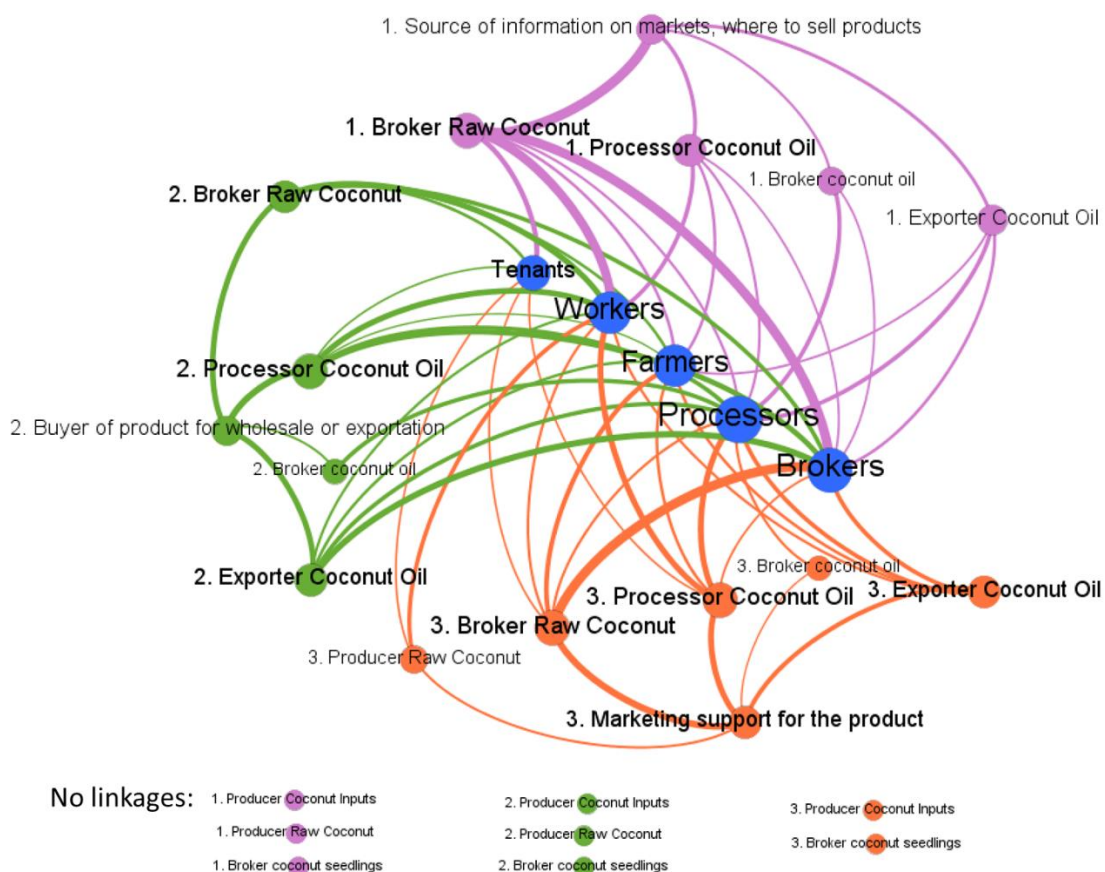 1. Source of information on markets, where to sell products
1. Broker Raw Coconut
1. Processor Coconut Oil
1. Broker coconut oil
2. Broker Raw Coconut
1. Exporter Coconut Oil
Tenants
Workers
Farmers
2. Processor Coconut Oil
Processors
2. Buyer of product for wholesale or exportation
Brokers
2. Broker coconut oil
3. Broker coconut oil
2. Exporter Coconut Oil
3. Exporter Coconut Oil
3. Processor Coconut Oil
3. Broker Raw Coconut
3. Producer Raw Coconut
3. Marketing support for the product
No linkages:
1. Producer Coconut Inputs
2. Producer Coconut Inputs
3. Producer Coconut Inputs
1. Producer Raw Coconut
2. Producer Raw Coconut
3. Broker coconut seedlings
1. Broker coconut seedlings
2. Broker coconut seedlings